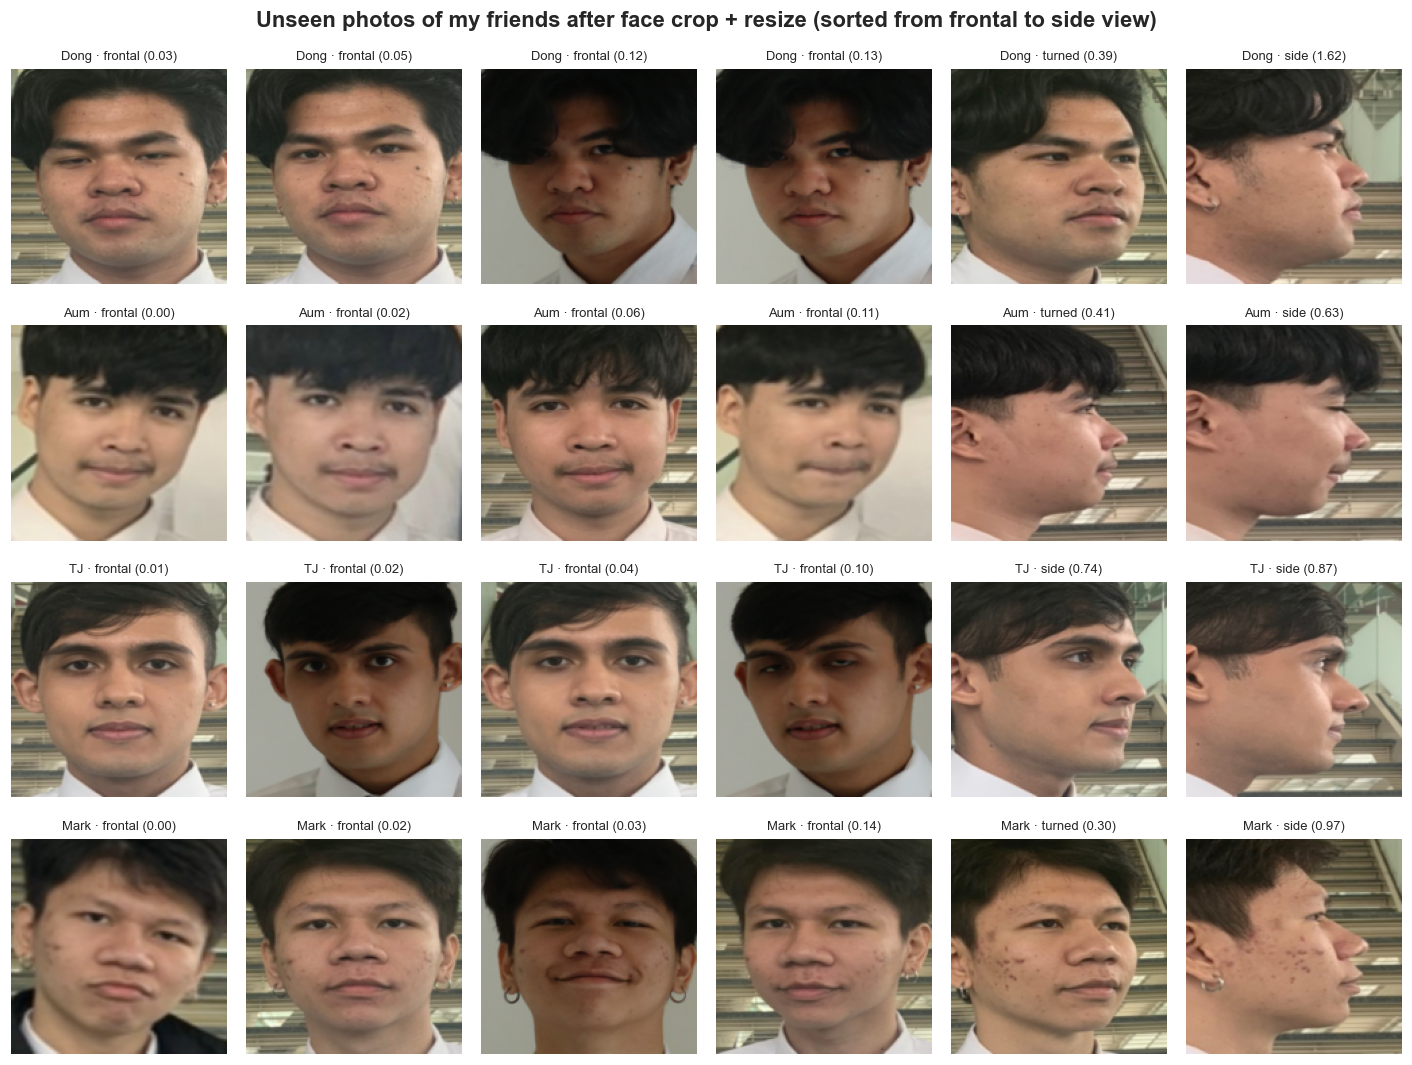 Unseen photos of my friends after face crop + resize (sorted from frontal to side view)
Dong · frontal (0.03) Dong · frontal (0.05) Dong · frontal (0.12) Dong · frontal (0.13) Dong · turned (0.39) Dong · side (1.62)
Aum · frontal (0.00) Aum · frontal (0.02) Aum · frontal (0.06) Aum · frontal (0.11) Aum · turned (0.41) Aum · side (0.63)
TJ · frontal (0.01) TJ · frontal (0.02) TJ · frontal (0.04) TJ · frontal (0.10) TJ · side (0.74) TJ · side (0.87)
Mark · frontal (0.00) Mark · frontal (0.02) Mark · frontal (0.03) Mark · frontal (0.14) Mark · turned (0.30) Mark · side (0.97)